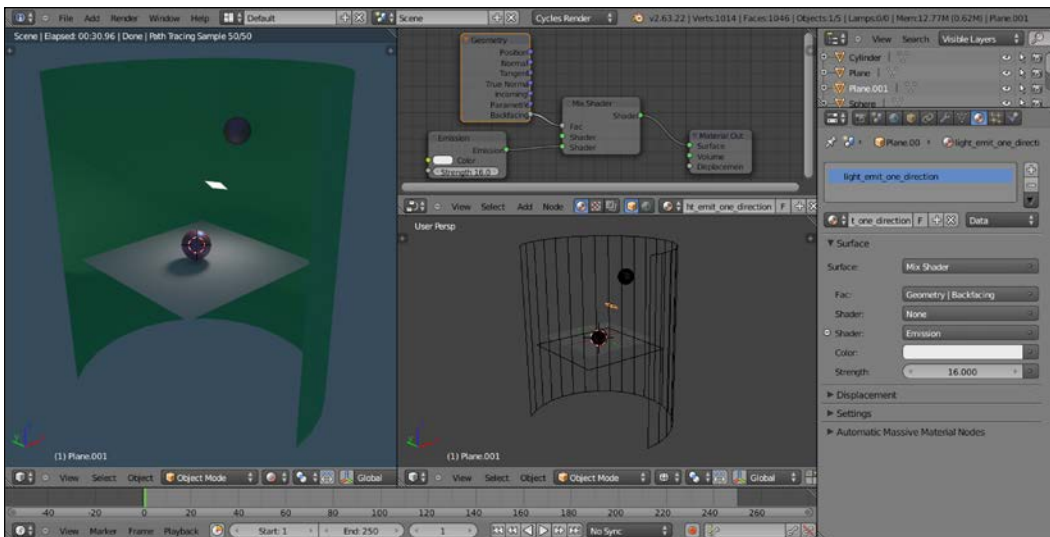 File Add Render Window Help Default Scene Cycles Render v2.63.22 | Verts:1014 | Faces:1046 | Objects:1/5 | Lamps:0/0 | Mem:12.77M (0.62M) | Plane.001
Scene | Elapsed: 00:30.96 | Done | Path Tracing Sample 50/50
(1) Plane.001
View Select Object Object Mode Global
Geometry
Position
Normal
Tangent
True Normal
Incoming
Parametric
Backfacing
Emission
Emission
Color
Strength 16.0
Mix Shader
Shader
Fac
Shader
Shader
Material Out
Surface
Volume
Displacemen
View Select Add Node ht_emit_one_direction F
User Persp
(1) Plane.001
View Select Object Object Mode Global
View Search Visible Layers
Cylinder
Plane
Plane.001
Sphere
Plane.00 light_emit_one_directi
light_emit_one_direction
t_one_direction F Data
Surface
Surface: Mix Shader
Fac: Geometry | Backfacing
Shader: None
Shader: Emission
Color:
Strength: 16.000
Displacement
Settings
Automatic Massive Material Nodes
-40 -20 0 20 40 60 80 100 120 140 160 180 200 220 240 260
View Marker Frame Playback Start: 1 End: 250 1 No Sync